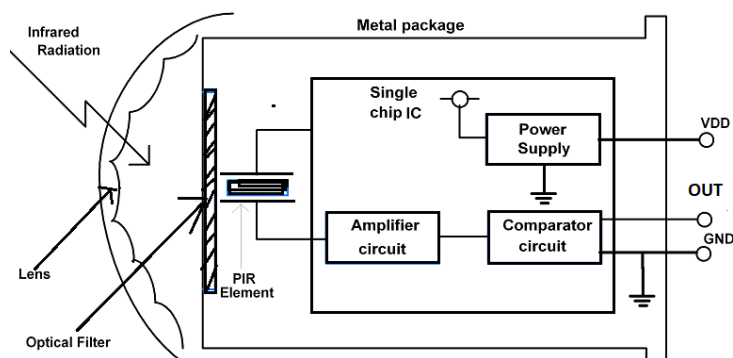 Metal package
Infrared
Radiation
Single
chip IC
Power
Supply
VDD
OUT
GND
Amplifier
circuit
Comparator
circuit
PIR
Element
Lens
Optical Filter